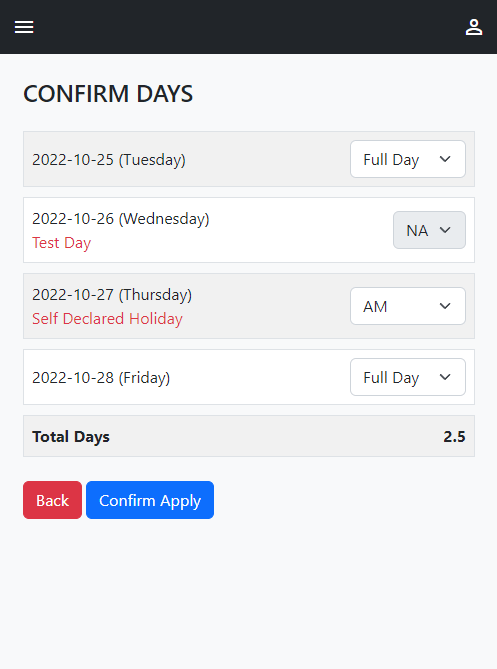 CONFIRM DAYS
2022-10-25 (Tuesday) Full Day
2022-10-26 (Wednesday)
Test Day
NA
2022-10-27 (Thursday)
Self Declared Holiday
AM
2022-10-28 (Friday) Full Day
Total Days 2.5
Back Confirm Apply